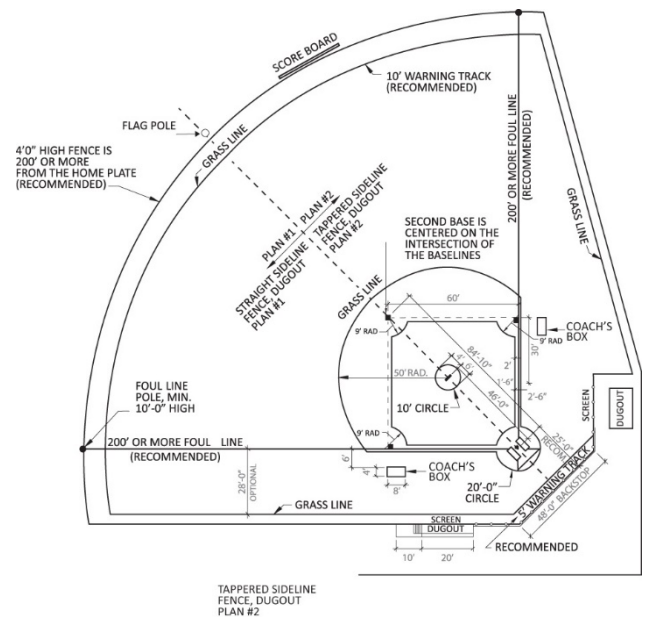 SCORE BOARD
10' WARNING TRACK
(RECOMMENDED)
FLAG POLE
GRASS LINE
4'0" HIGH FENCE IS
200' OR MORE
FROM THE HOME PLATE
(RECOMMENDED)
200' OR MORE FOUL LINE
(RECOMMENDED)
GRASS LINE
PLAN #1
PLAN #2
STRAIGHT SIDELINE
FENCE, DUGOUT
PLAN #1
TAPPERED SIDELINE
FENCE, DUGOUT
PLAN #2
SECOND BASE IS
CENTERED ON THE
INTERSECTION OF
THE BASELINES
GRASS LINE
60'
9' RAD
9' RAD
30'
COACH'S
BOX
84'-10"
2'
4'
6'
1'-6"
2'-6"
46'-0"
50' RAD.
10' CIRCLE
FOUL LINE
POLE, MIN.
10'-0" HIGH
SCREEN
DUGOUT
9' RAD
25'-0"
RECOM.
200' OR MORE FOUL LINE
(RECOMMENDED)
6'
4'
8'
COACH'S
BOX
20'-0"
CIRCLE
28'-0"
OPTIONAL
5' WARNING TRACK
48'-0" BACKSTOP
GRASS LINE
SCREEN
DUGOUT
RECOMMENDED
10'
20'
TAPPERED SIDELINE
FENCE, DUGOUT
PLAN #2